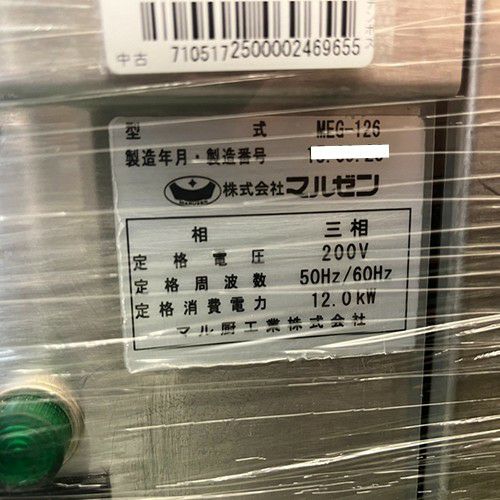 中古 7105172500002469655
型 式 MEG-126
製造年月・製造番号
MARUZEN 株式会社マルゼン
相 三相
定格電圧 200V
定格周波数 50Hz/60Hz
定格消費電力 12.0kW
マル厨工業株式会社